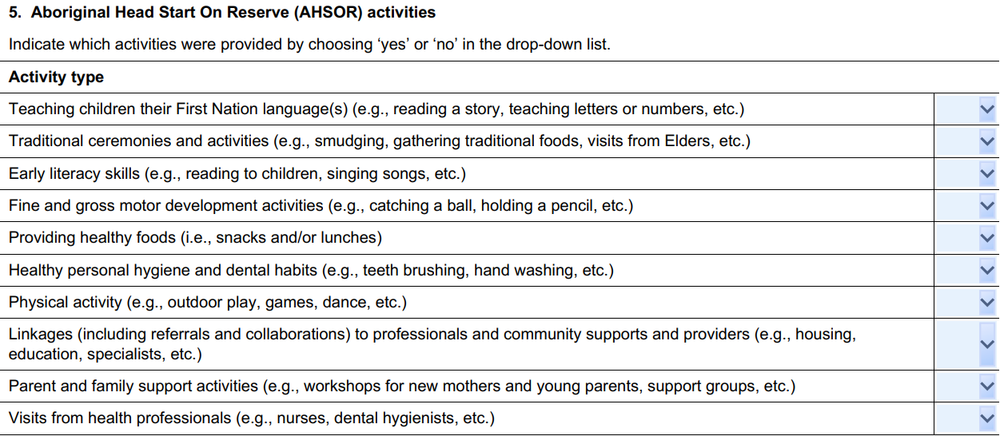 5. Aboriginal Head Start On Reserve (AHSOR) activities
Indicate which activities were provided by choosing ‘yes’ or ‘no’ in the drop-down list.
Activity type
Teaching children their First Nation language(s) (e.g., reading a story, teaching letters or numbers, etc.)
Traditional ceremonies and activities (e.g., smudging, gathering traditional foods, visits from Elders, etc.)
Early literacy skills (e.g., reading to children, singing songs, etc.)
Fine and gross motor development activities (e.g., catching a ball, holding a pencil, etc.)
Providing healthy foods (i.e., snacks and/or lunches)
Healthy personal hygiene and dental habits (e.g., teeth brushing, hand washing, etc.)
Physical activity (e.g., outdoor play, games, dance, etc.)
Linkages (including referrals and collaborations) to professionals and community supports and providers (e.g., housing,
education, specialists, etc.)
Parent and family support activities (e.g., workshops for new mothers and young parents, support groups, etc.)
Visits from health professionals (e.g., nurses, dental hygienists, etc.)